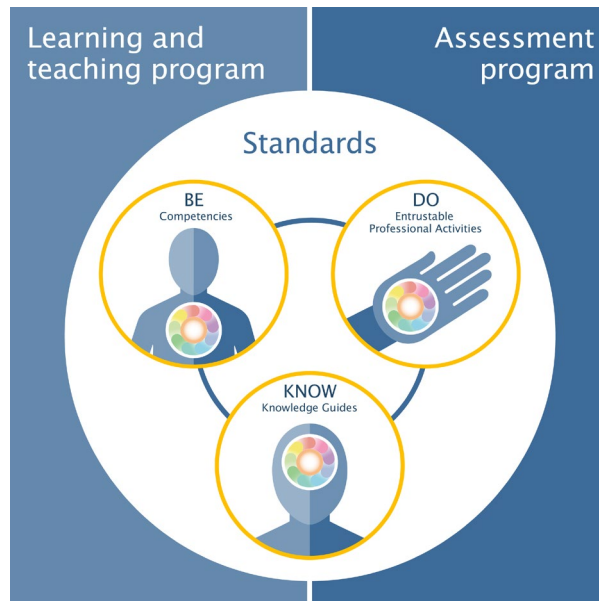 Learning and
teaching program
Assessment
program
Standards
BE
Competencies
DO
Entrustable
Professional Activities
KNOW
Knowledge Guides